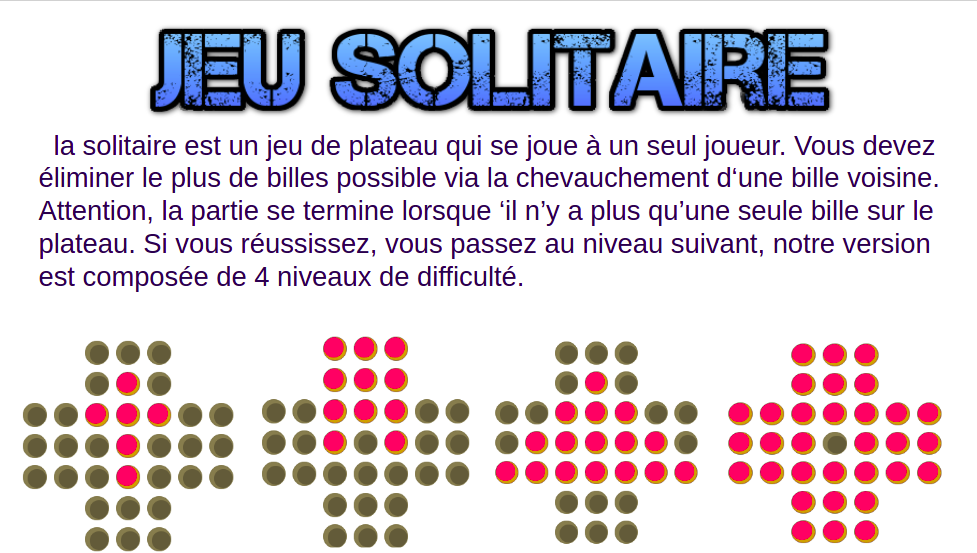 JEU SOLITAIRE
la solitaire est un jeu de plateau qui se joue à un seul joueur. Vous devez
éliminer le plus de billes possible via la chevauchement d‘une bille voisine.
Attention, la partie se termine lorsque ‘il n’y a plus qu’une seule bille sur le
plateau. Si vous réussissez, vous passez au niveau suivant, notre version
est composée de 4 niveaux de difficulté.